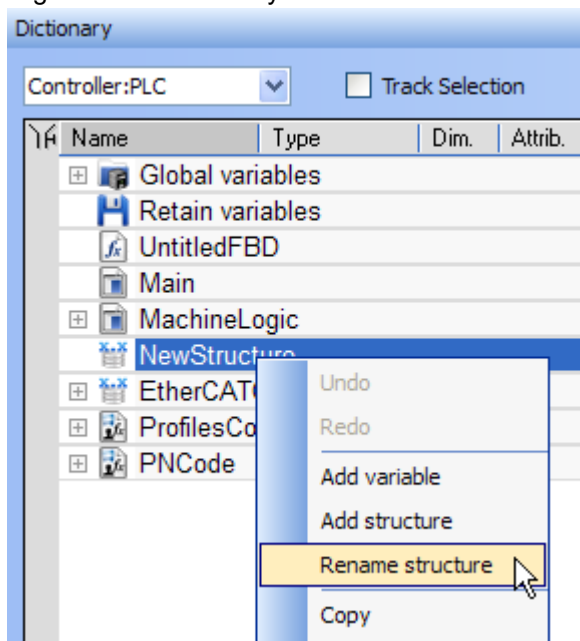 Dictionary
Controller:PLC Track Selection
Name Type Dim. Attrib.
Global variables
Retain variables
UntitledFBD
Main
MachineLogic
NewStructure
Undo
EtherCAT
Redo
ProfilesCo
PNCode
Add variable
Add structure
Rename structure
Copy